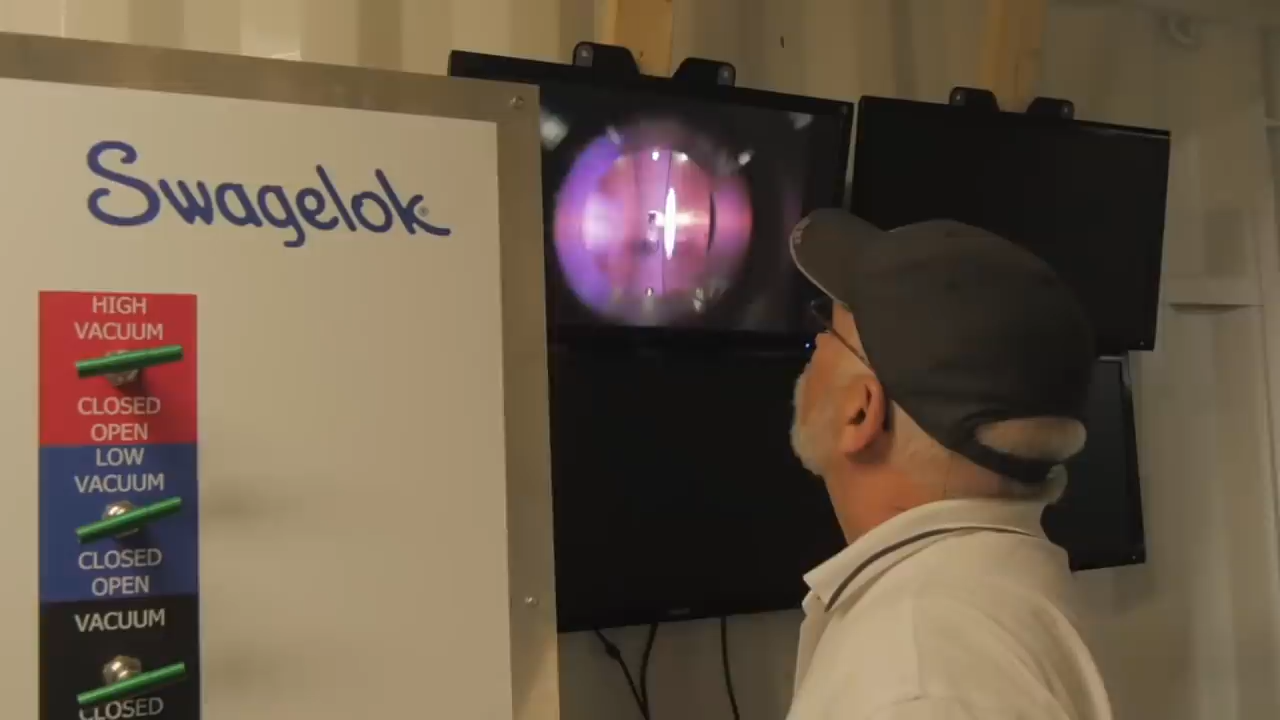 Swagelok
HIGH
VACUUM
CLOSED
OPEN
LOW
VACUUM
CLOSED
OPEN
VACUUM
CLOSED